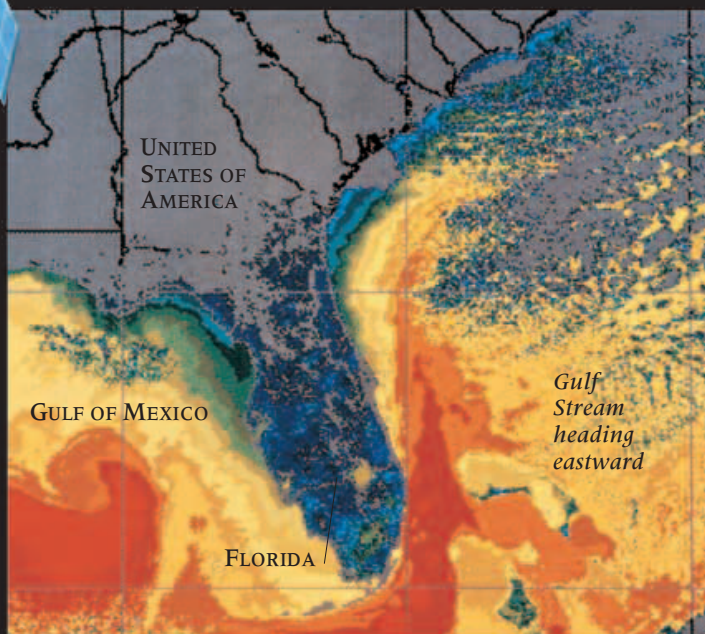 UNITED
STATES OF
AMERICA
GULF OF MEXICO
Gulf
Stream
heading
eastward
FLORIDA